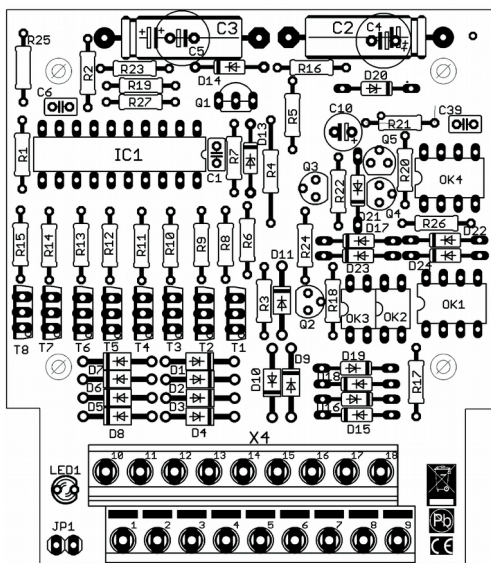 C3
C2
C4
C5
R25
R2
R23
D14
R16
R19
D20
C6
R27
Q1
R5
C10
C39
R21
Q5
R1
IC1
C1
R7
D13
R4
Q3
R22
R20
OK4
D21
Q4
D17
R15
R14
R13
R12
R11
R10
R9
R8
R6
R24
R26
D22
D23
D24
D11
R3
Q2
R18
OK3
OK2
OK1
T8
T7
T6
T5
T4
T3
T2
T1
D7
D1
D10
D9
D19
D6
D2
D18
R17
D5
D3
D16
D8
D4
D15
X4
10 11 12 13 14 15 16 17 18
LED1
Pb
JP1
1 2 3 4 5 6 7 8 9
CE